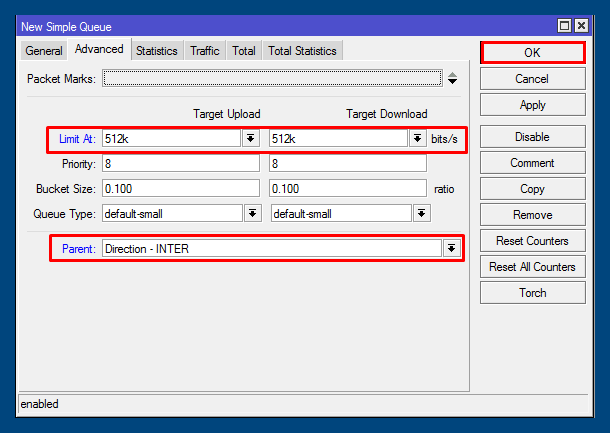 New Simple Queue
General Advanced Statistics Traffic Total Total Statistics
Packet Marks:
Target Upload Target Download
Limit At: 512k 512k bits/s
Priority: 8 8
Bucket Size: 0.100 0.100 ratio
Queue Type: default-small default-small
Parent: Direction - INTER
OK
Cancel
Apply
Disable
Comment
Copy
Remove
Reset Counters
Reset All Counters
Torch
enabled